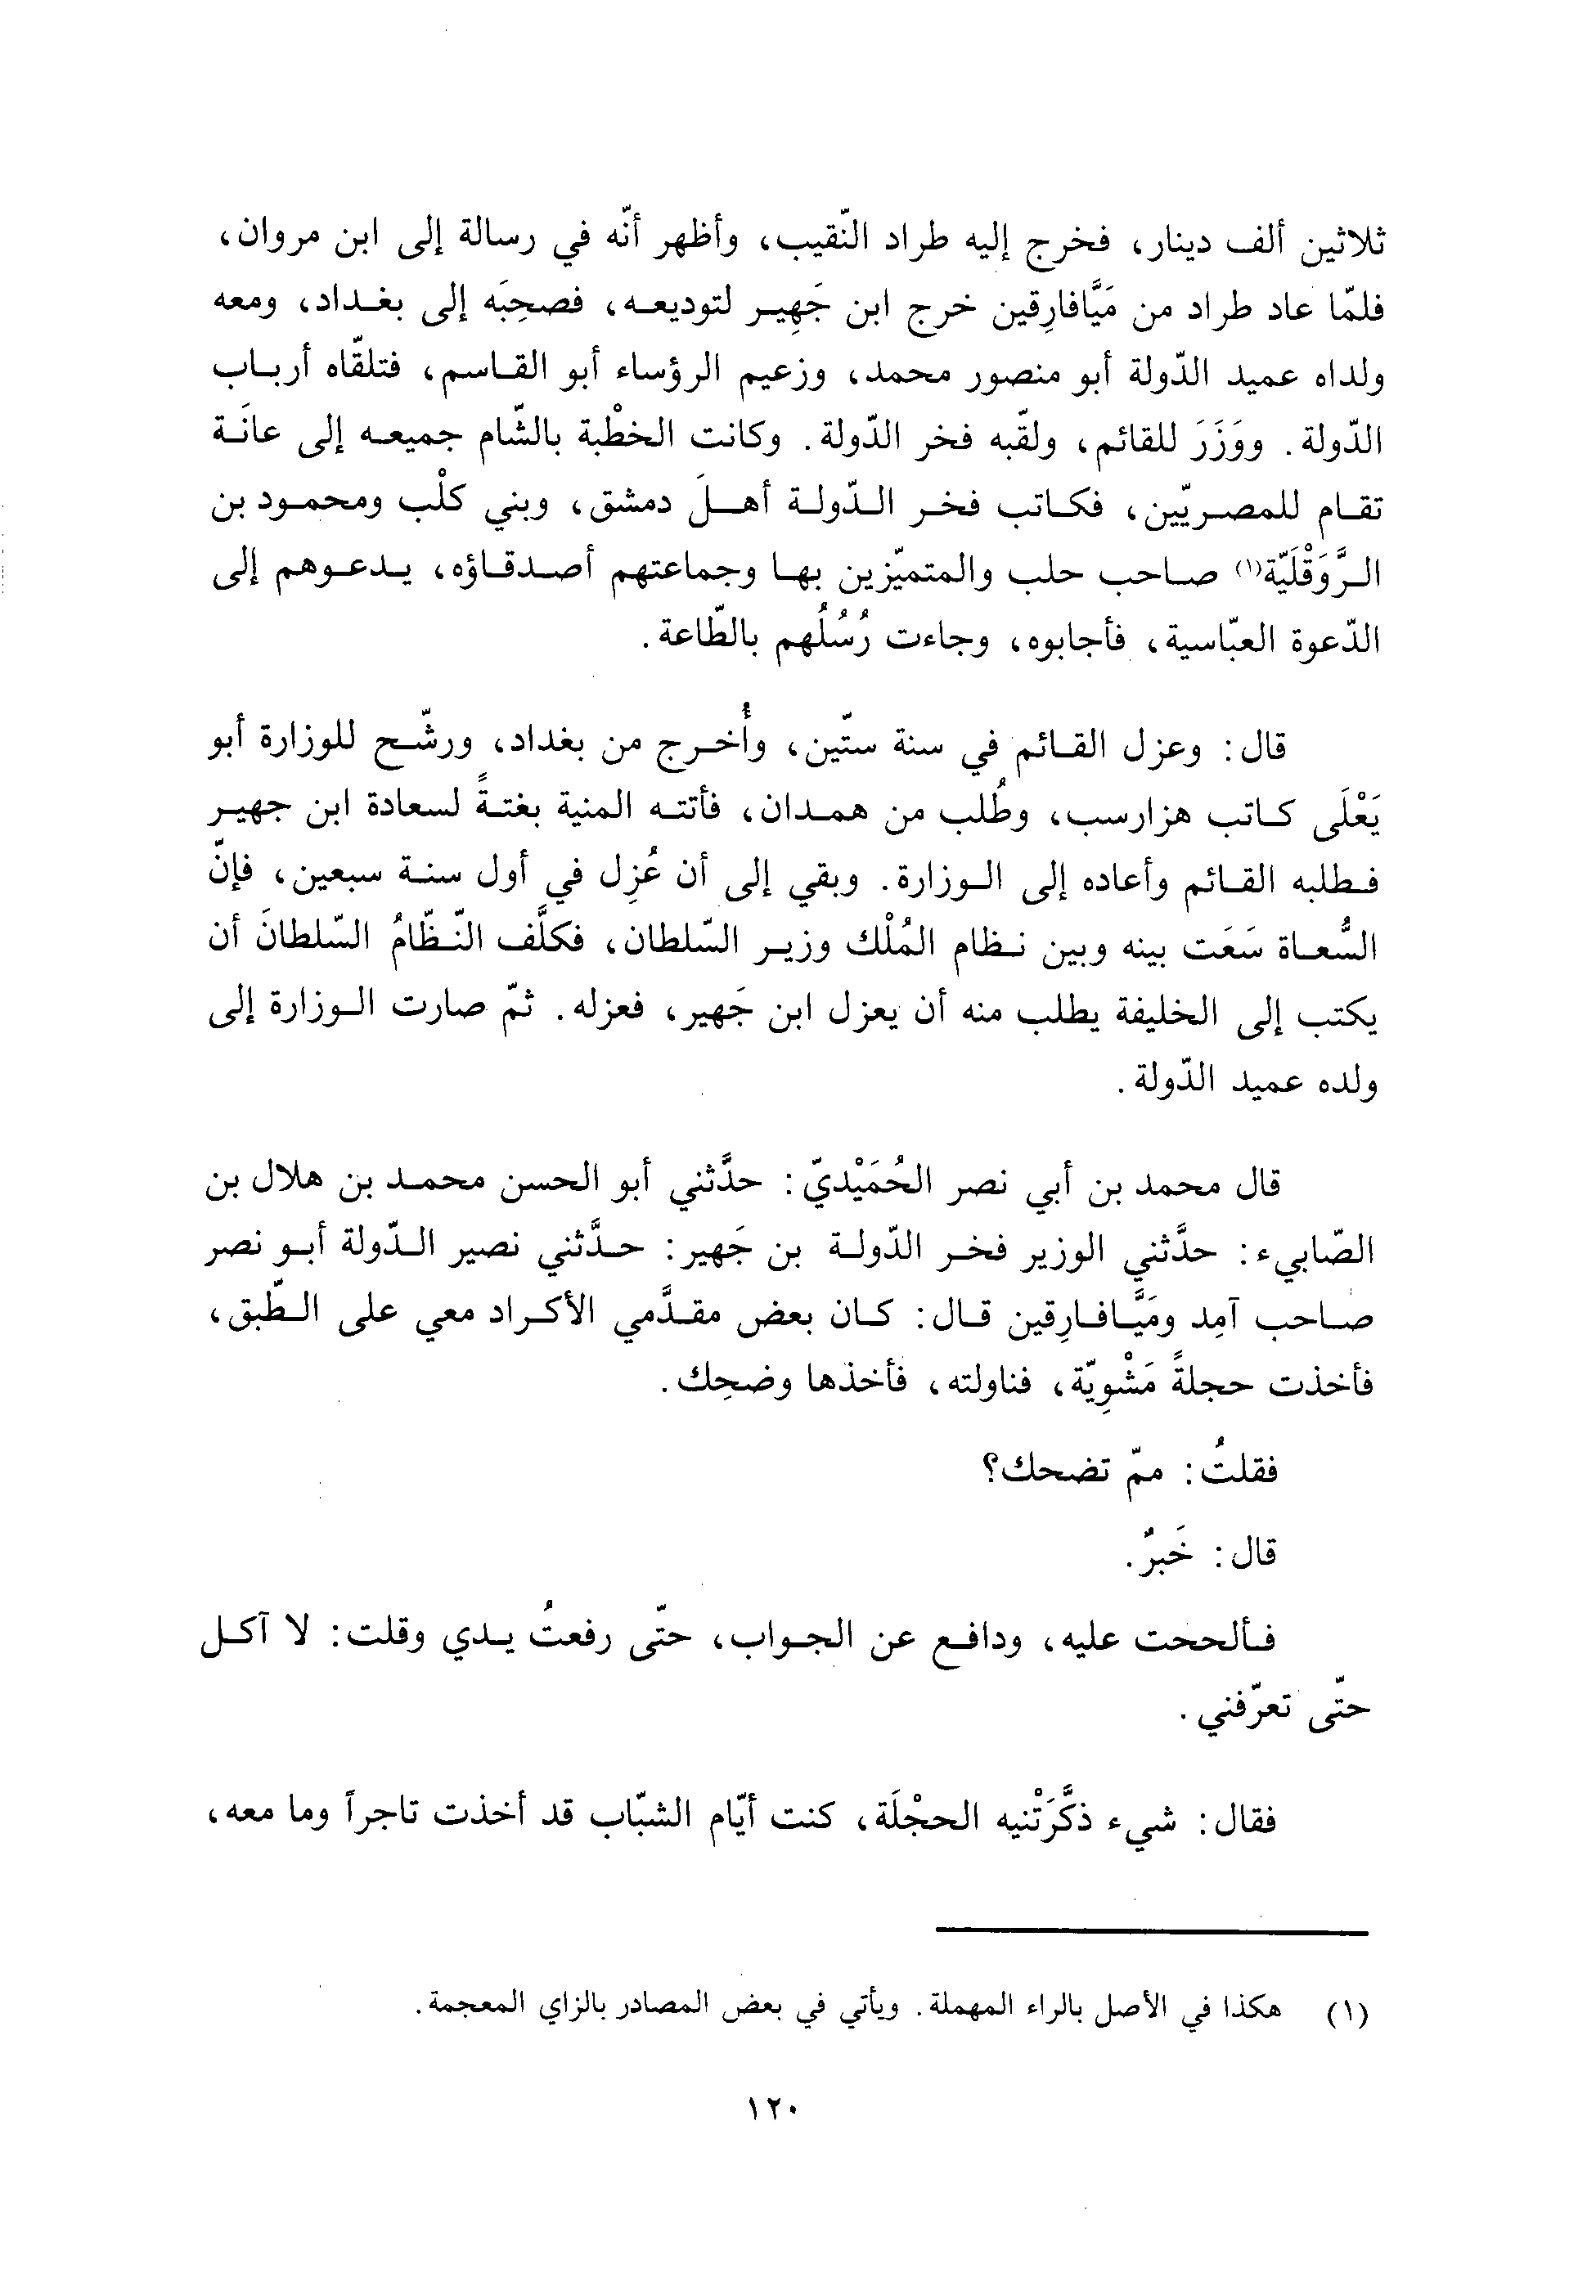 ثلاثين ألف دينار، فخرج إليه طراد النّقيب، وأظهر أنّه في رسالة إلى ابن مروان،
فلمّا عاد طراد من مَيَّافارِقين خرج ابن جَهِير لتوديعه، فصحِبَه إلى بغداد، ومعه
ولداه عميد الدّولة أبو منصور محمد، وزعيم الرؤساء أبو القاسم، فتلقّاه أرباب
الدّولة. ووَزَرَ للقائم، ولقّبه فخر الدّولة. وكانت الخطْبة بالشّام جميعه إلى عانَة
تقام للمصريّين، فكاتب فخر الدّولة أهلَ دمشق، وبني كلْب ومحمود بن
الرَّوَقْلَيّة(١) صاحب حلب والمتميّزين بها وجماعتهم أصدقاؤه، يدعوهم إلى
الدّعوة العبّاسية، فأجابوه، وجاءت رُسُلُهم بالطّاعة.
قال: وعزل القائم في سنة ستّين، وأُخرج من بغداد، ورشّح للوزارة أبو
يَعْلَى كاتب هزارسب، وطُلب من همدان، فأتته المنية بغتةً لسعادة ابن جهير
فطلبه القائم وأعاده إلى الوزارة. وبقي إلى أن عُزِل في أول سنة سبعين، فإنّ
السُّعاة سَعَت بينه وبين نظام المُلْك وزير السّلطان، فكلَّف النّظّامُ السّلطانَ أن
يكتب إلى الخليفة يطلب منه أن يعزل ابن جَهير، فعزله. ثمّ صارت الوزارة إلى
ولده عميد الدّولة.
قال محمد بن أبي نصر الحُمَيْديّ: حدَّثني أبو الحسن محمد بن هلال بن
الصّابيء: حدَّثني الوزير فخر الدّولة بن جَهير: حدَّثني نصير الدّولة أبو نصر
صاحب آمِد ومَيَّافارِقين قال: كان بعض مقدَّمي الأكراد معي على الطّبق،
فأخذت حجلةً مَشْوِيّة، فناولته، فأخذها وضحِك.
فقلتُ: ممّ تضحك؟
قال: خَبرٌ.
فألححت عليه، ودافع عن الجواب، حتّى رفعتُ يدي وقلت: لا آكل
حتّى تعرّفني.
فقال: شيء ذكَّرَتْنيه الحجْلَة، كنت أيّام الشبّاب قد أخذت تاجراً وما معه،
(١) هكذا في الأصل بالراء المهملة. ويأتي في بعض المصادر بالزاي المعجمة.
١٢٠